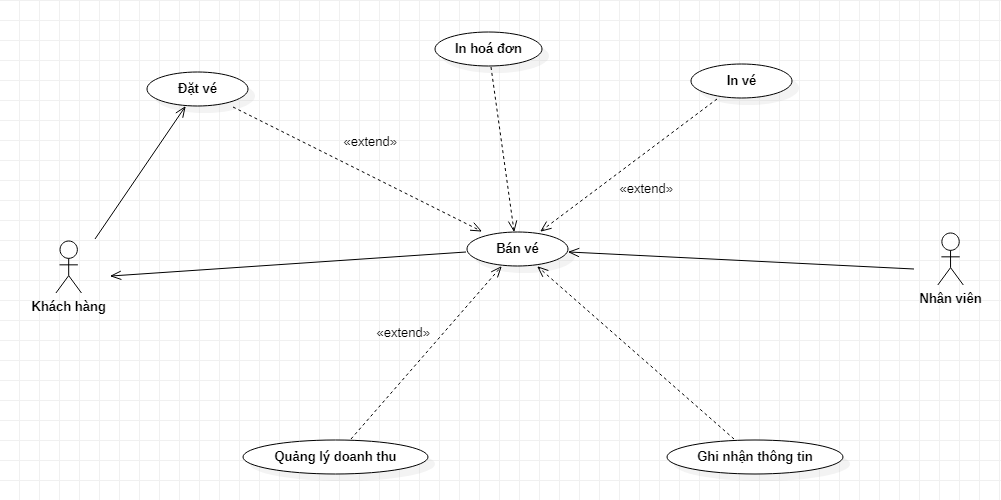 In hoá đơn
In vé
Đặt vé
«extend»
«extend»
Bán vé
Khách hàng
Nhân viên
«extend»
Quảng lý doanh thu
Ghi nhận thông tin